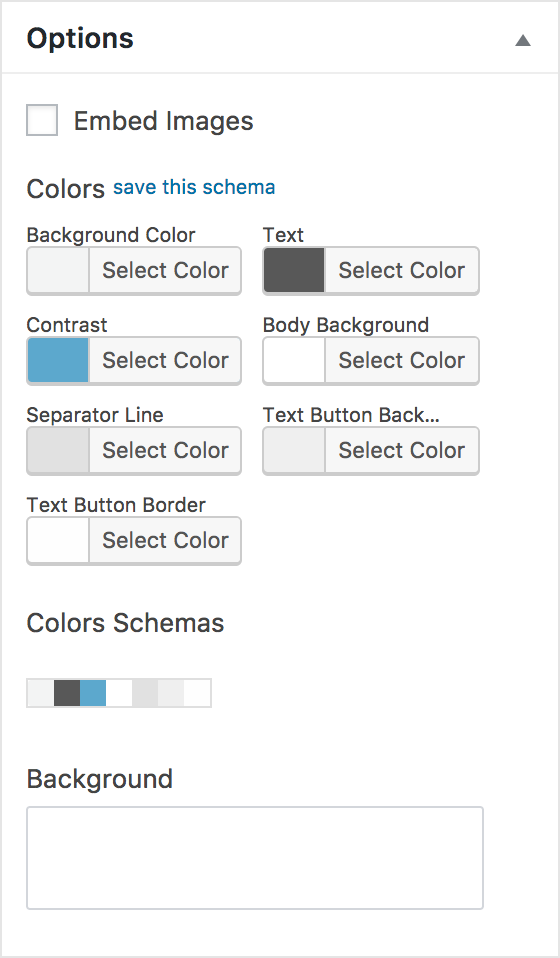 Options
Embed Images
Colors save this schema
Background Color Text
Select Color Select Color
Contrast Body Background
Select Color Select Color
Separator Line Text Button Back...
Select Color Select Color
Text Button Border
Select Color
Colors Schemas
Background